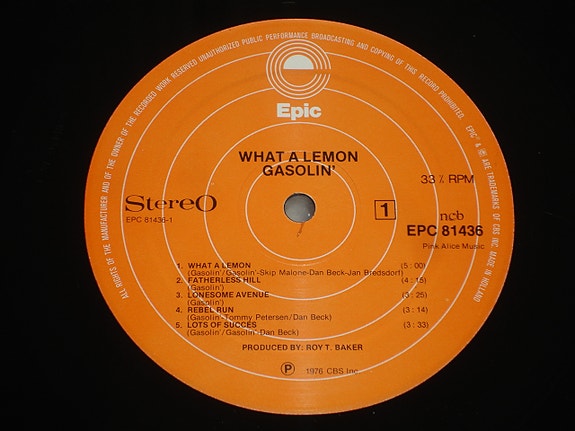 ALL RIGHTS OF THE MANUFACTURER AND OF THE OWNER OF THE RECORDED WORK RESERVED UNAUTHORIZED PUBLIC PERFORMANCE BROADCASTING AND COPYING OF THIS RECORD PROHIBITED. EPIC® & ℗ ARE TRADEMARKS OF CBS INC. MADE IN HOLLAND
Epic
WHAT A LEMON
GASOLIN'
33⅓ RPM
StereO
EPC 81436-1
1
ncb
EPC 81436
Pink Alice Music
1. WHAT A LEMON (5:00)
(Gasolin'/Gasolin'-Skip Malone-Dan Beck-Jan Bredsdorf)
2. FATHERLESS HILL (4:15)
(Gasolin')
3. LONESOME AVENUE (3:25)
(Gasolin')
4. REBEL RUN (3:14)
(Gasolin'-Tommy Petersen/Dan Beck)
5. LOTS OF SUCCES (3:33)
(Gasolin'/Gasolin'-Dan Beck)
PRODUCED BY: ROY T. BAKER
℗ 1976 CBS Inc.